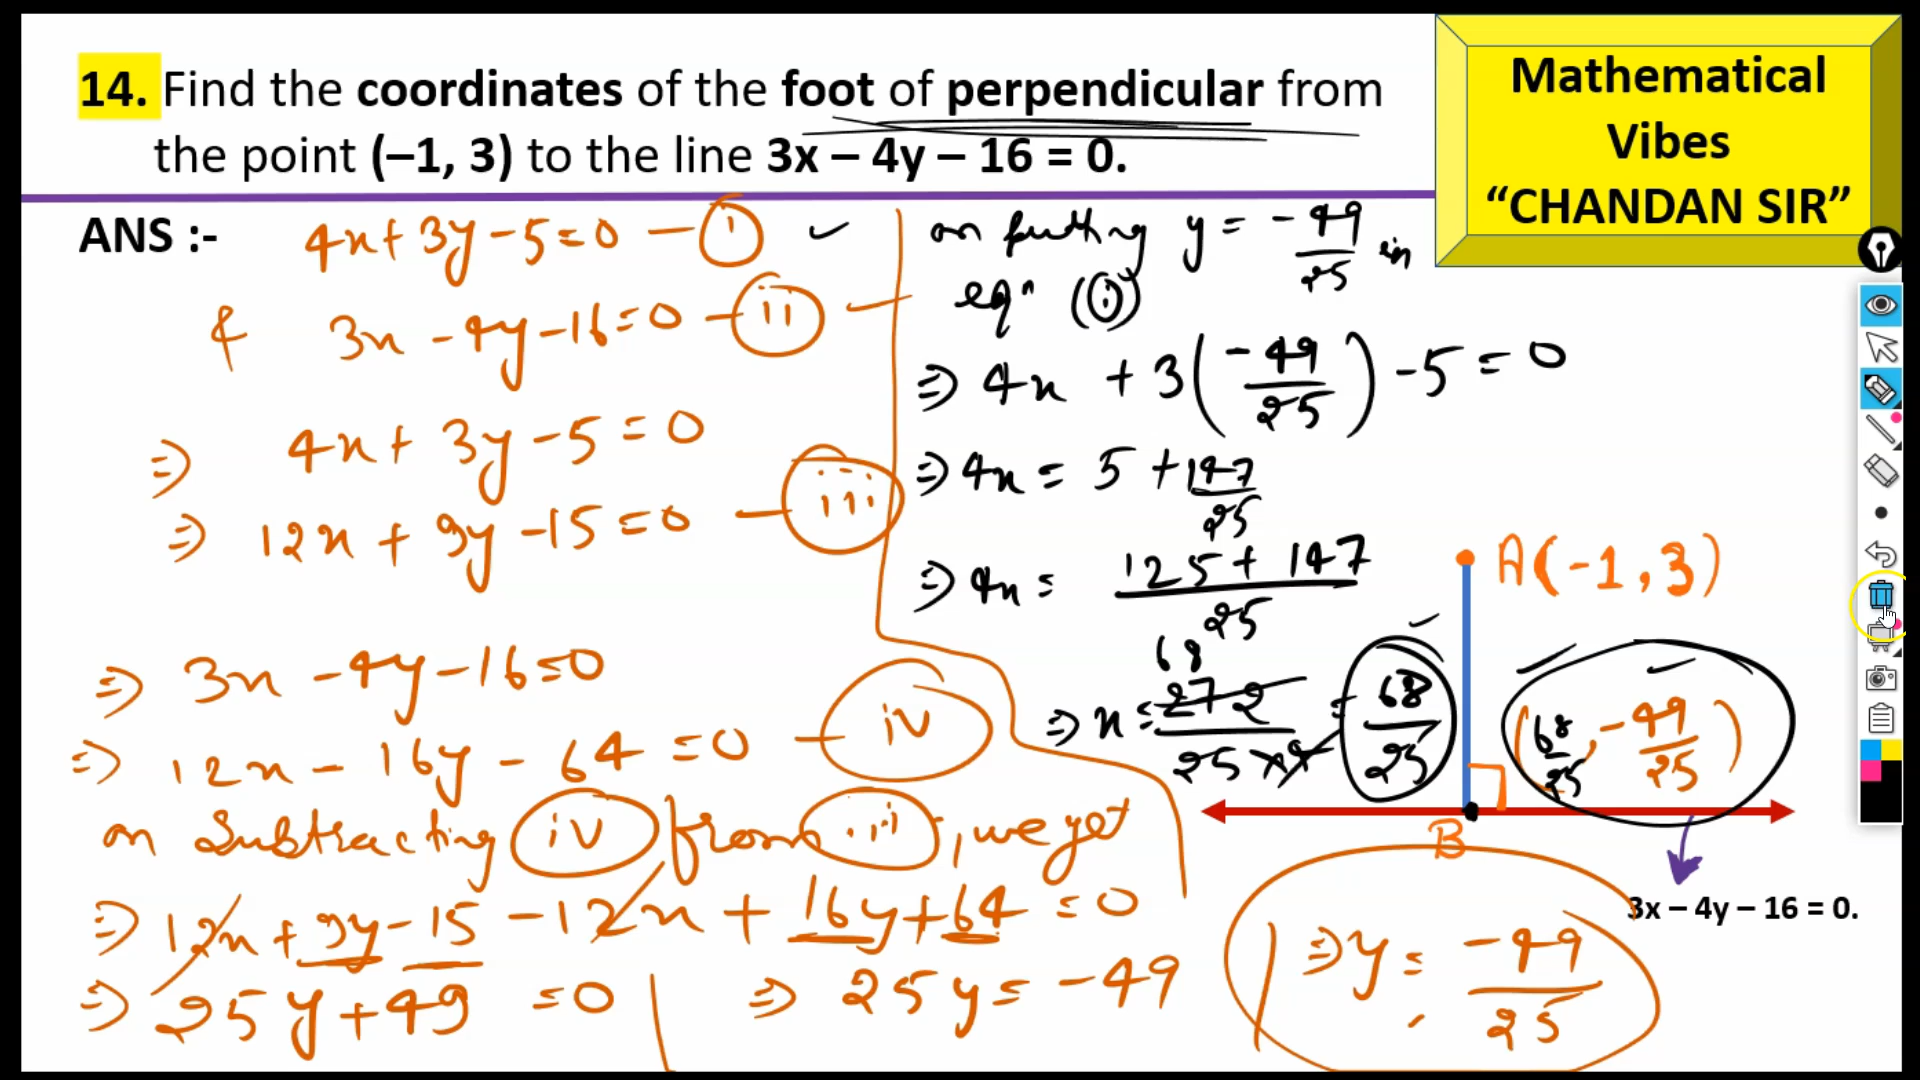 14. Find the coordinates of the foot of perpendicular from
the point (–1, 3) to the line 3x – 4y – 16 = 0.
Mathematical
Vibes
“CHANDAN SIR”
ANS :-
4x + 3y - 5 = 0 — (i)
& 3x - 4y - 16 = 0 — (ii)
⇒ 4x + 3y - 5 = 0
⇒ 12x + 9y - 15 = 0 — (iii)
⇒ 3x - 4y - 16 = 0
⇒ 12x - 16y - 64 = 0 — (iv)
on Subtracting (iv) from (iii), we get
⇒ 12x + 9y - 15 - 12x + 16y + 64 = 0
⇒ 25y + 49 = 0
⇒ 25y = -49
⇒ y = -49/25
on putting y = -49/25 in
eqn (i)
⇒ 4x + 3(-49/25) - 5 = 0
⇒ 4x = 5 + 147/25
⇒ 4x = 125 + 147/25
68
⇒ x = 272/25×4 = 68/25
A(-1, 3)
(68/25, -49/25)
B
3x – 4y – 16 = 0.